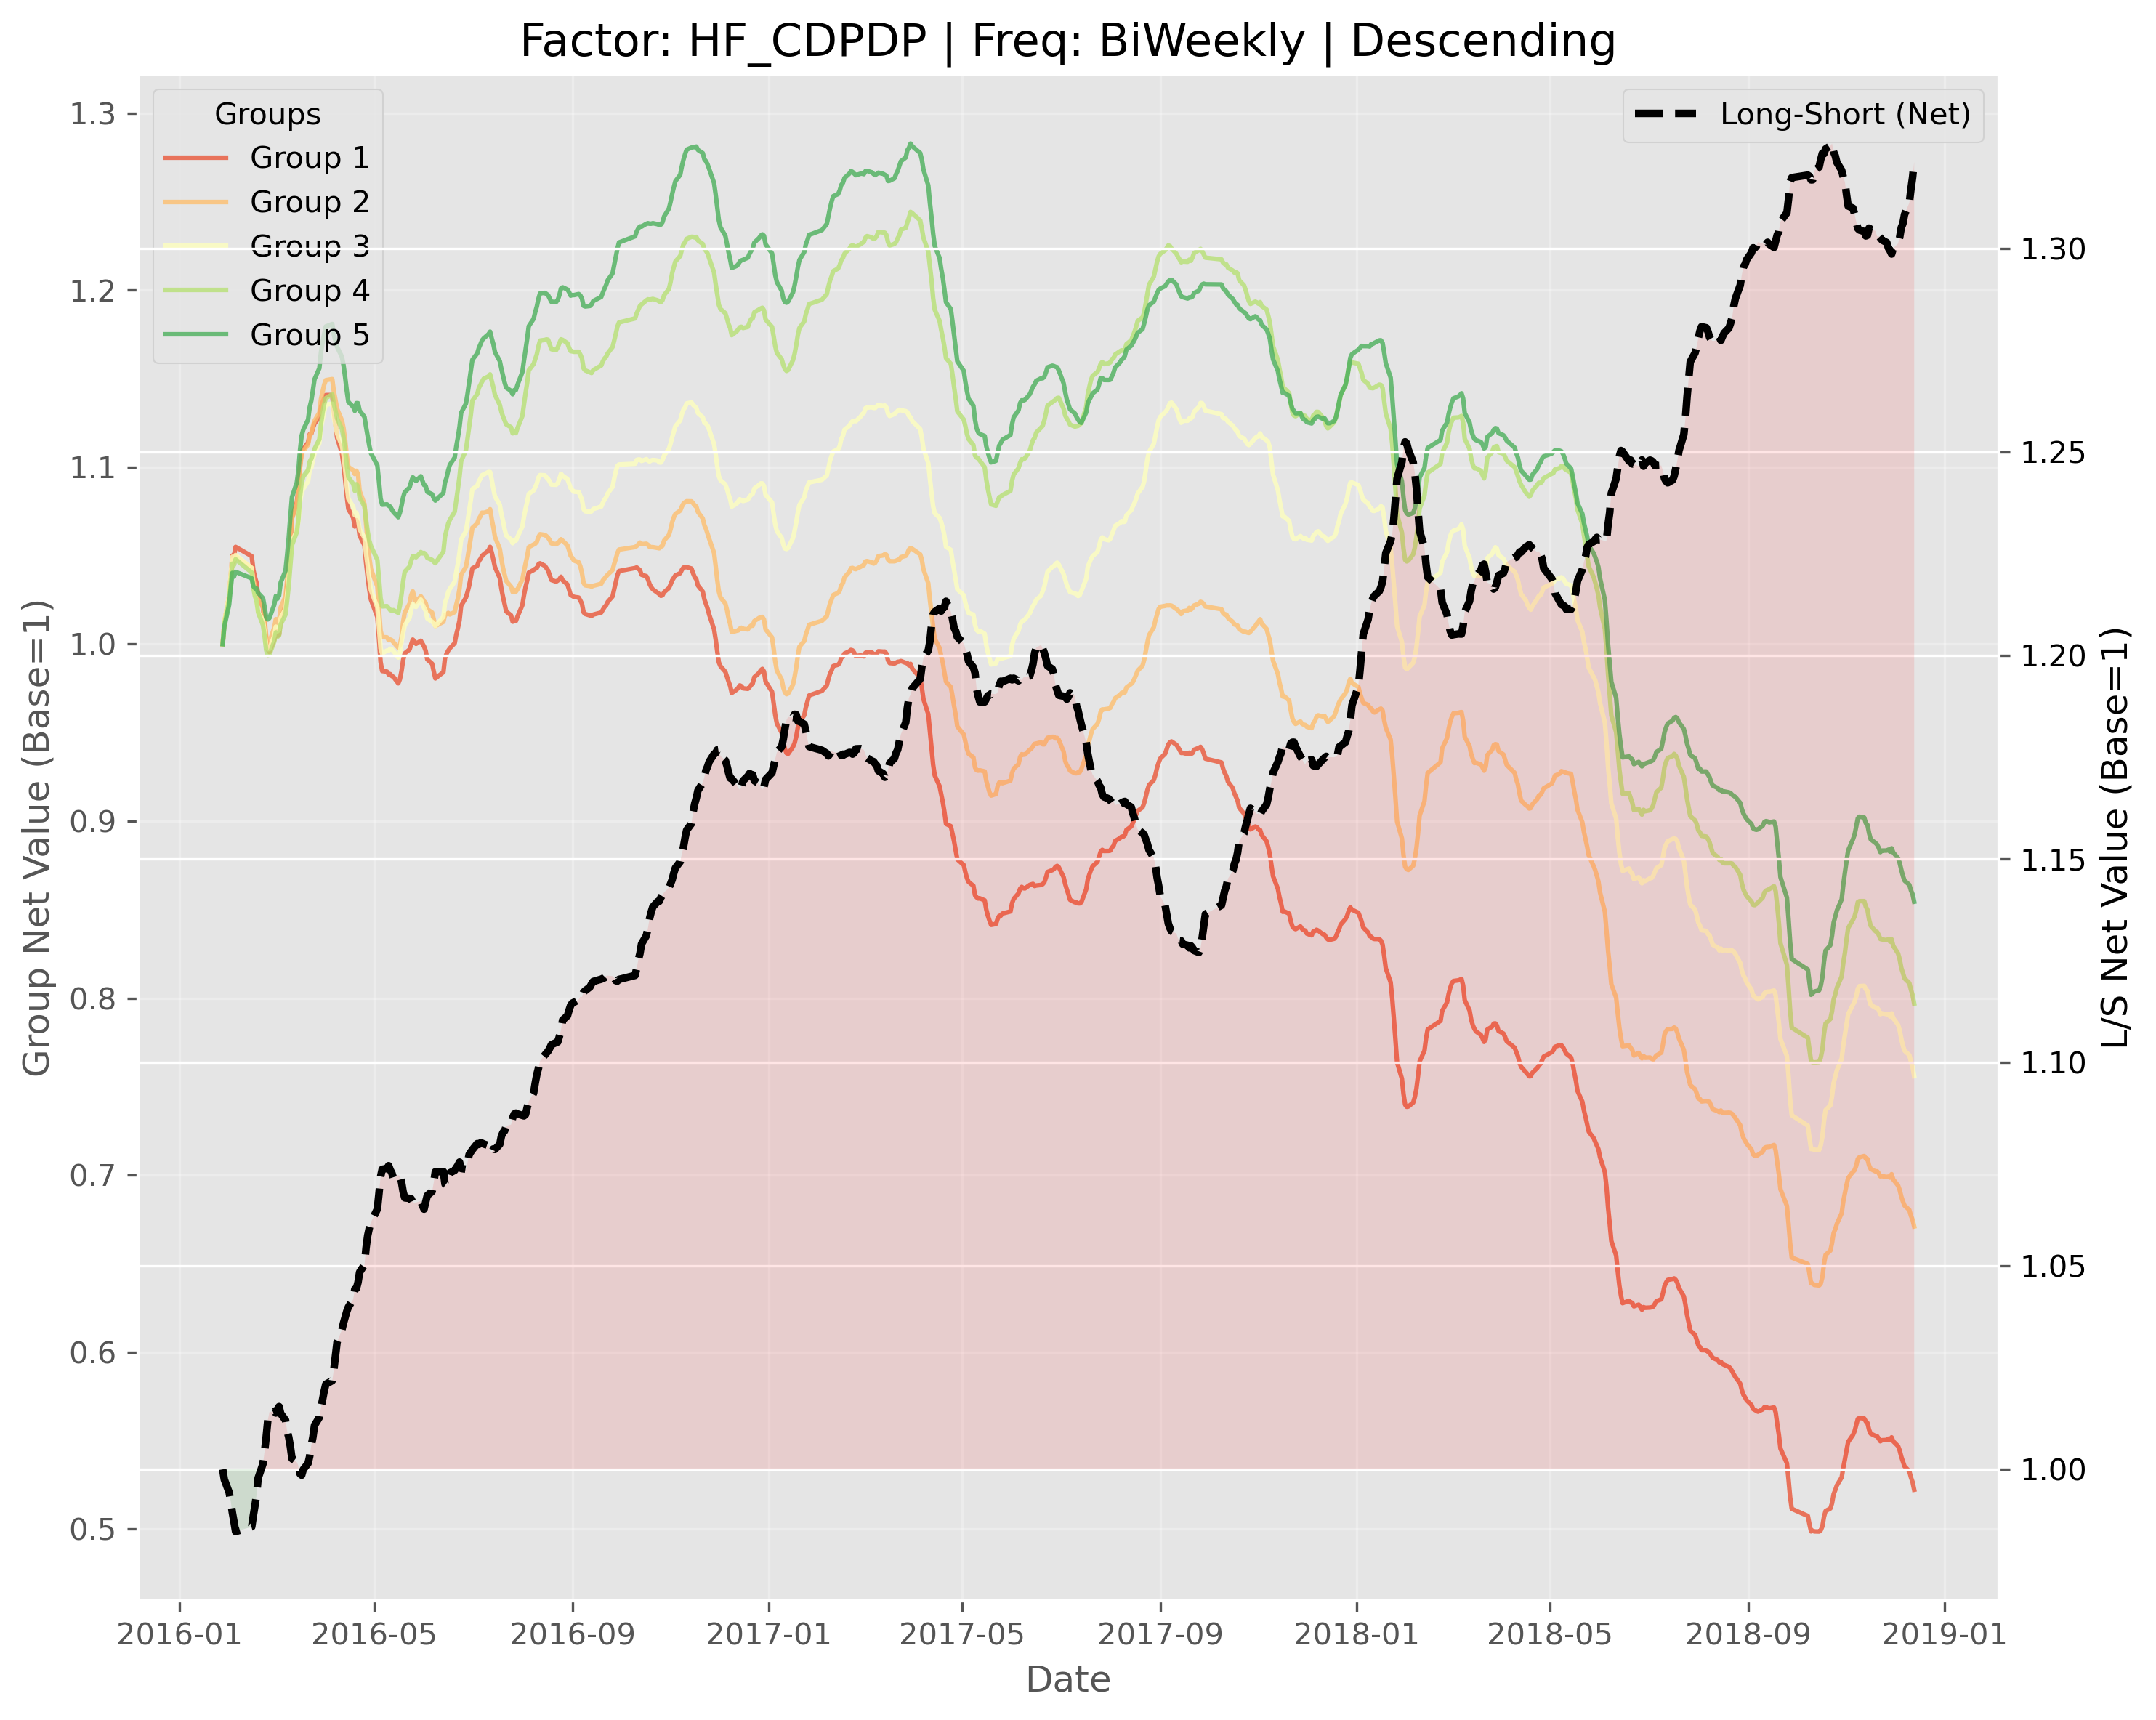 Factor: HF_CDPDP | Freq: BiWeekly | Descending
Groups
Group 1
Group 2
Group 3
Group 4
Group 5
Long-Short (Net)
Group Net Value (Base=1)
1.3
1.2
1.1
1.0
0.9
0.8
0.7
0.6
0.5
L/S Net Value (Base=1)
1.30
1.25
1.20
1.15
1.10
1.05
1.00
2016-01 2016-05 2016-09 2017-01 2017-05 2017-09 2018-01 2018-05 2018-09 2019-01
Date